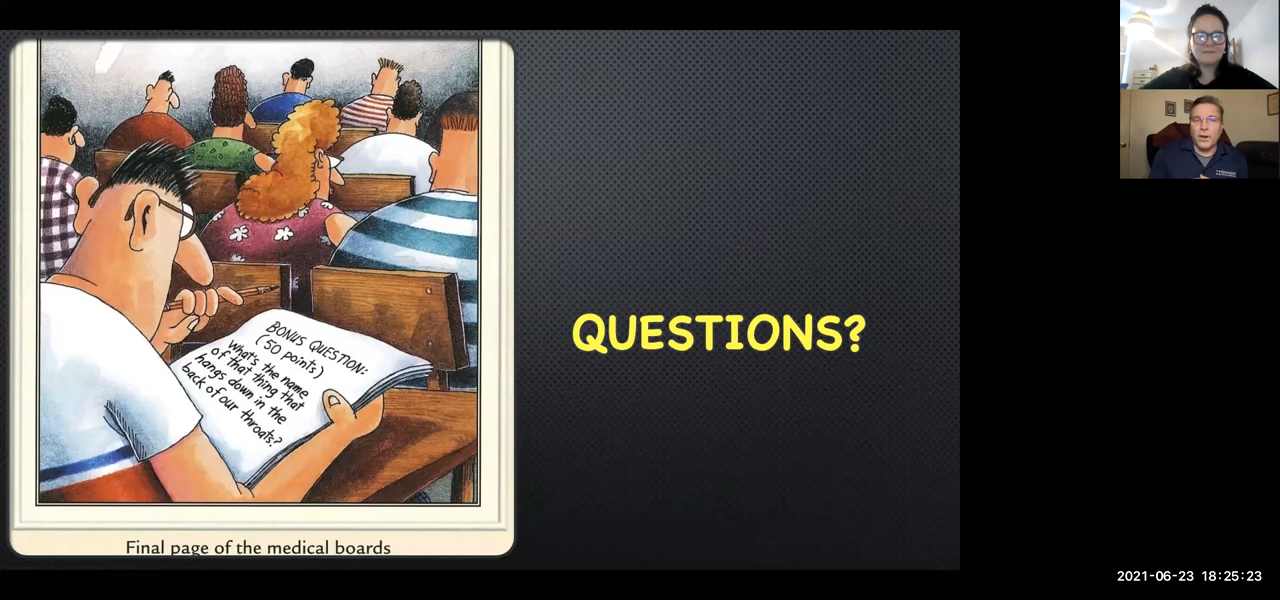 BONUS QUESTION:
(50 points)
What's the name
of that thing that
hangs down in the
back of our throats?
Final page of the medical boards
QUESTIONS?
2021-06-23 18:25:23